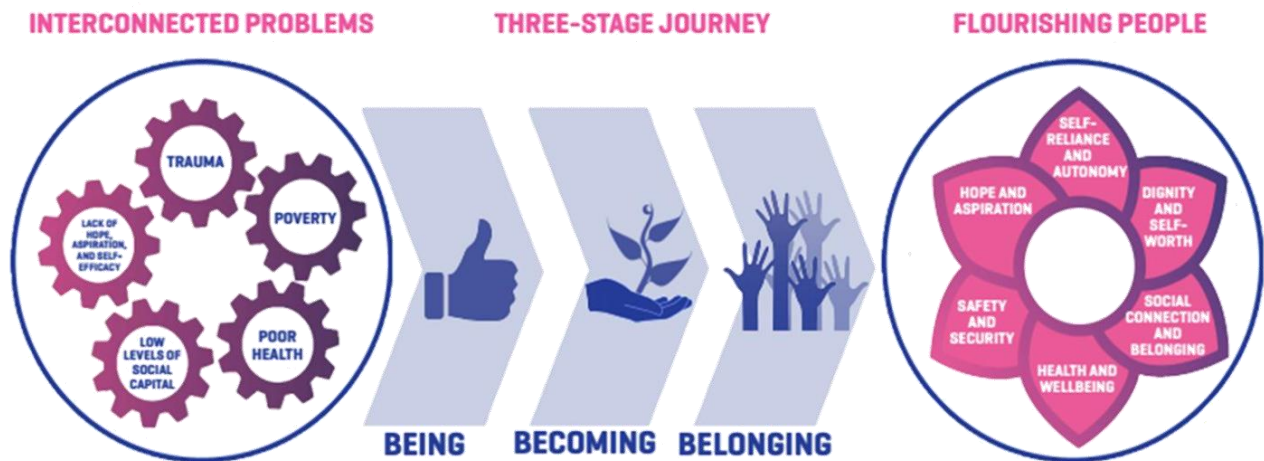 INTERCONNECTED PROBLEMS
THREE-STAGE JOURNEY
FLOURISHING PEOPLE
TRAUMA
POVERTY
LACK OF
HOPE,
ASPIRATION,
AND SELF-
EFFICACY
LOW
LEVELS OF
SOCIAL
CAPITAL
POOR
HEALTH
BEING
BECOMING
BELONGING
SELF-
RELIANCE
AND
AUTONOMY
HOPE AND
ASPIRATION
DIGNITY
AND
SELF-
WORTH
SAFETY
AND
SECURITY
SOCIAL
CONNECTION
AND
BELONGING
HEALTH AND
WELLBEING